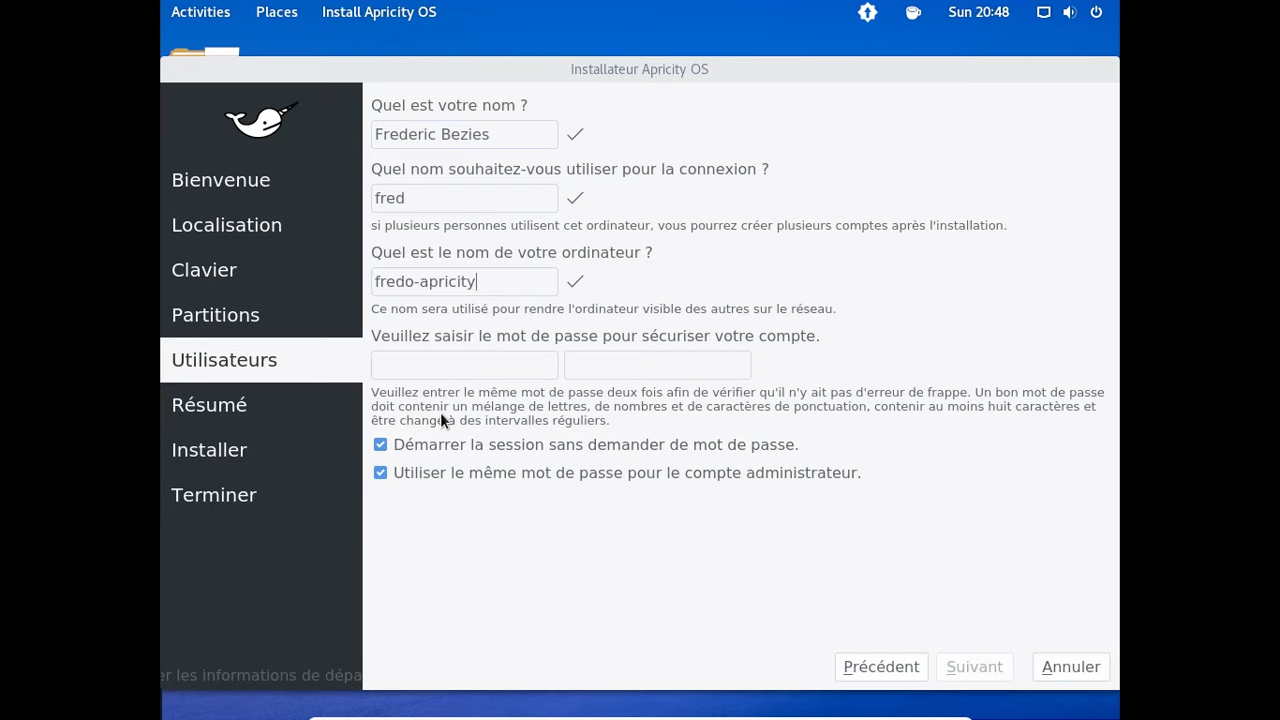 Activities Places Install Apricity OS Sun 20:48
Installateur Apricity OS
Bienvenue
Localisation
Clavier
Partitions
Utilisateurs
Résumé
Installer
Terminer
er les informations de dépa
Quel est votre nom ?
Frederic Bezies
Quel nom souhaitez-vous utiliser pour la connexion ?
fred
si plusieurs personnes utilisent cet ordinateur, vous pourrez créer plusieurs comptes après l'installation.
Quel est le nom de votre ordinateur ?
fredo-apricity
Ce nom sera utilisé pour rendre l'ordinateur visible des autres sur le réseau.
Veuillez saisir le mot de passe pour sécuriser votre compte.
Veuillez entrer le même mot de passe deux fois afin de vérifier qu'il n'y ait pas d'erreur de frappe. Un bon mot de passe
doit contenir un mélange de lettres, de nombres et de caractères de ponctuation, contenir au moins huit caractères et
être changé à des intervalles réguliers.
Démarrer la session sans demander de mot de passe.
Utiliser le même mot de passe pour le compte administrateur.
Précédent Suivant Annuler